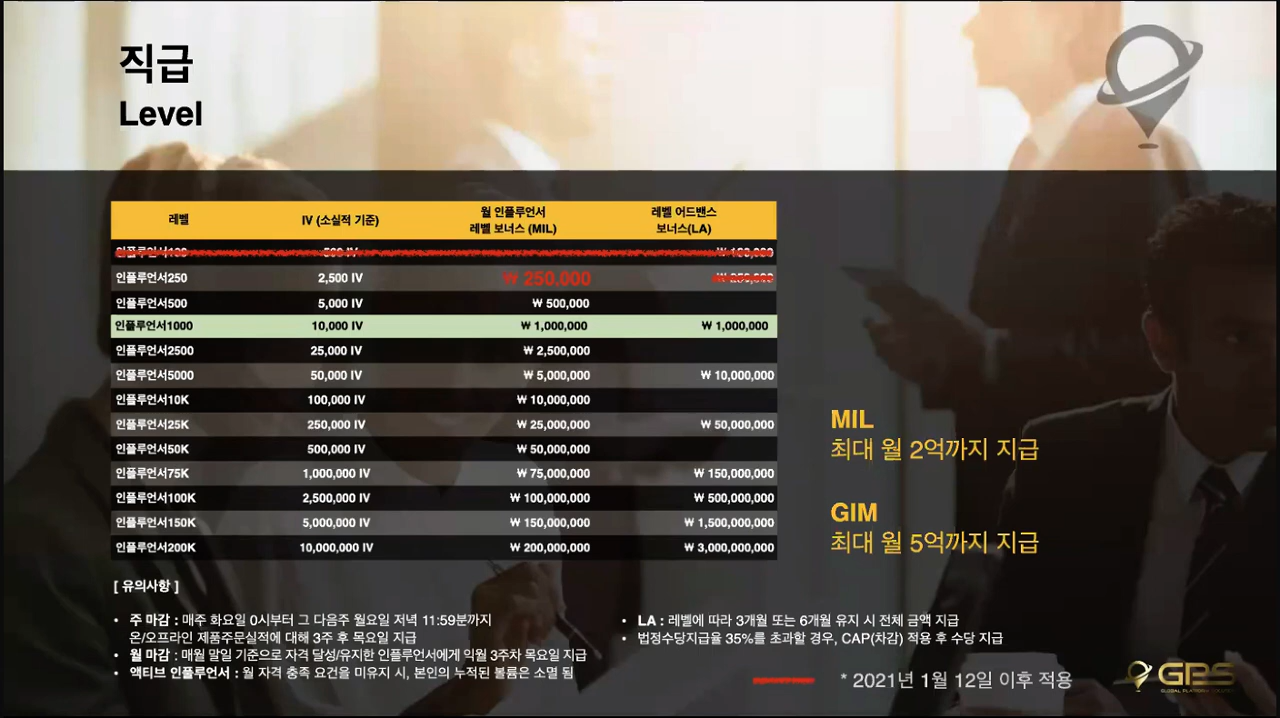 직급
Level
레벨 IV (소실적 기준) 월 인플루언서 레벨 보너스 (MIL) 레벨 어드밴스 보너스(LA)
인플루언서100 500 IV ₩ 100,000
인플루언서250 2,500 IV ₩ 250,000 ₩ 250,000
인플루언서500 5,000 IV ₩ 500,000
인플루언서1000 10,000 IV ₩ 1,000,000 ₩ 1,000,000
인플루언서2500 25,000 IV ₩ 2,500,000
인플루언서5000 50,000 IV ₩ 5,000,000 ₩ 10,000,000
인플루언서10K 100,000 IV ₩ 10,000,000
인플루언서25K 250,000 IV ₩ 25,000,000 ₩ 50,000,000
인플루언서50K 500,000 IV ₩ 50,000,000
인플루언서75K 1,000,000 IV ₩ 75,000,000 ₩ 150,000,000
인플루언서100K 2,500,000 IV ₩ 100,000,000 ₩ 500,000,000
인플루언서150K 5,000,000 IV ₩ 150,000,000 ₩ 1,500,000,000
인플루언서200K 10,000,000 IV ₩ 200,000,000 ₩ 3,000,000,000
MIL
최대 월 2억까지 지급
GIM
최대 월 5억까지 지급
[ 유의사항 ]
• 주 마감 : 매주 화요일 0시부터 그 다음주 월요일 저녁 11:59분까지
온/오프라인 제품주문실적에 대해 3주 후 목요일 지급
• 월 마감 : 매월 말일 기준으로 자격 달성/유지한 인플루언서에게 익월 3주차 목요일 지급
• 액티브 인플루언서 : 월 자격 충족 요건을 미유지 시, 본인의 누적된 볼륨은 소멸 됨
• LA : 레벨에 따라 3개월 또는 6개월 유지 시 전체 금액 지급
• 법정수당지급율 35%를 초과할 경우, CAP(차감) 적용 후 수당 지급
* 2021년 1월 12일 이후 적용
GBS